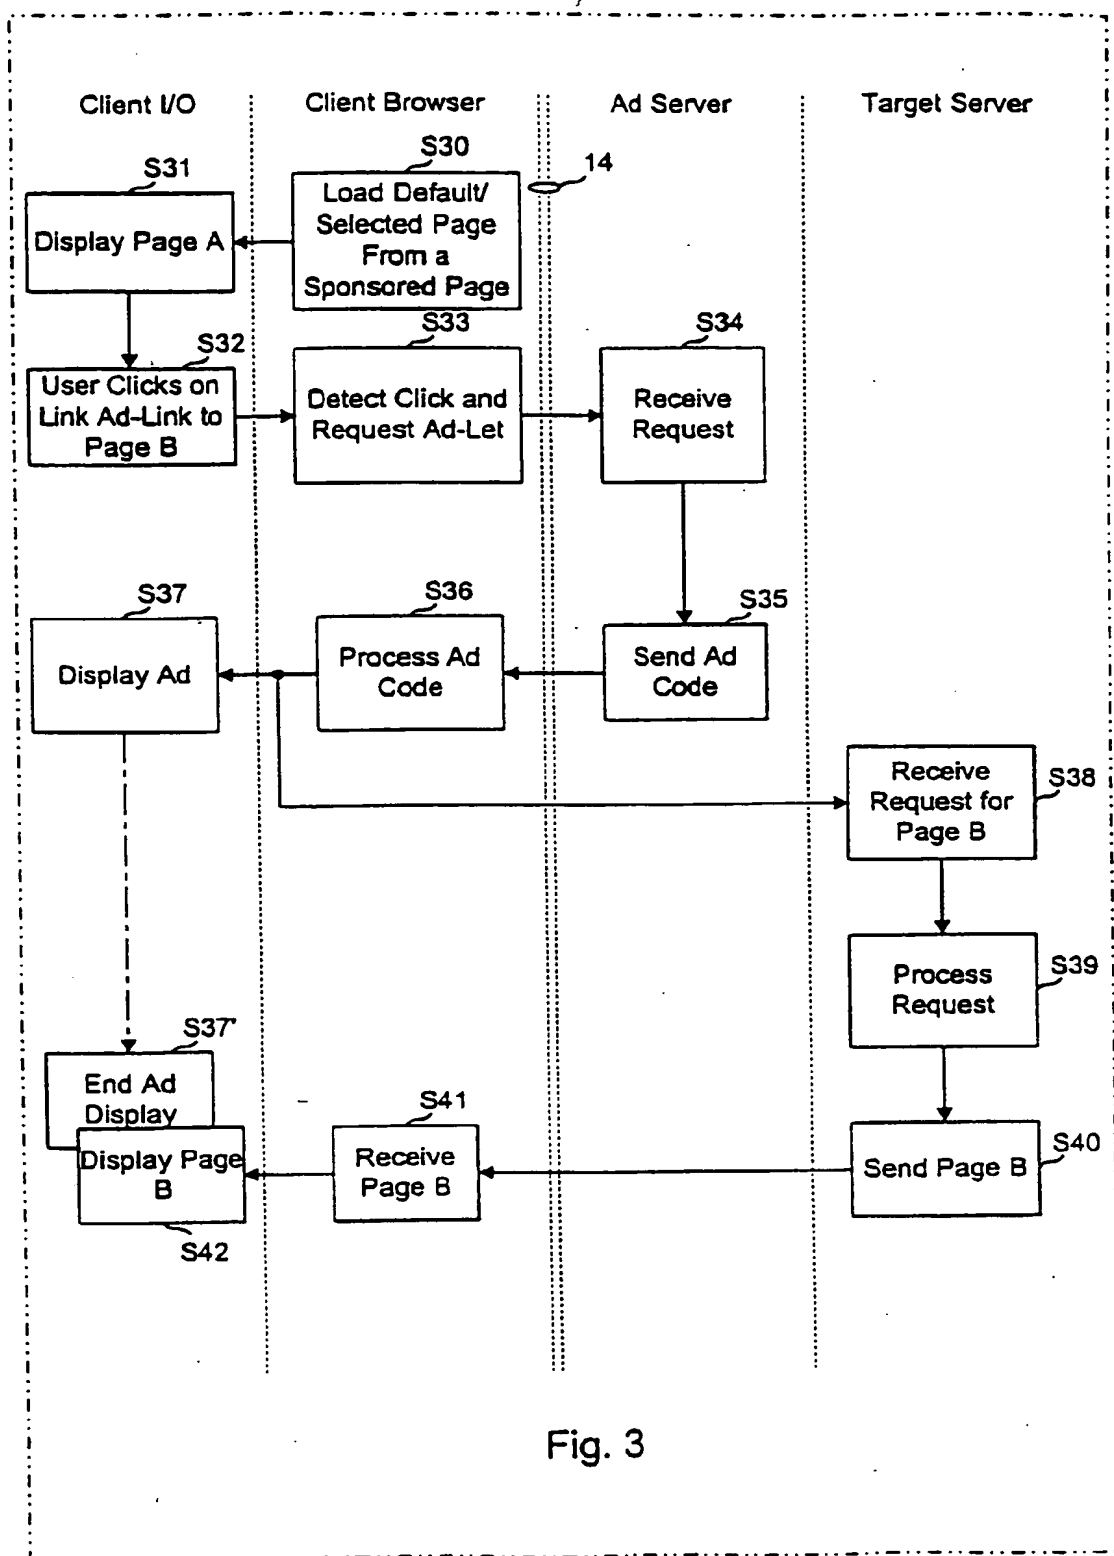 Client I/O
Client Browser
Ad Server
Target Server
S30
14
S31
Load Default/
Selected Page
From a
Sponsored Page
Display Page A
S32
S33
S34
User Clicks on
Link Ad-Link to
Page B
Detect Click and
Request Ad-Let
Receive
Request
S37
S36
S35
Display Ad
Process Ad
Code
Send Ad
Code
Receive
Request for
Page B
S38
Process
Request
S39
S37'
End Ad
Display
S41
Display Page
B
Receive
Page B
Send Page B
S40
S42
Fig. 3